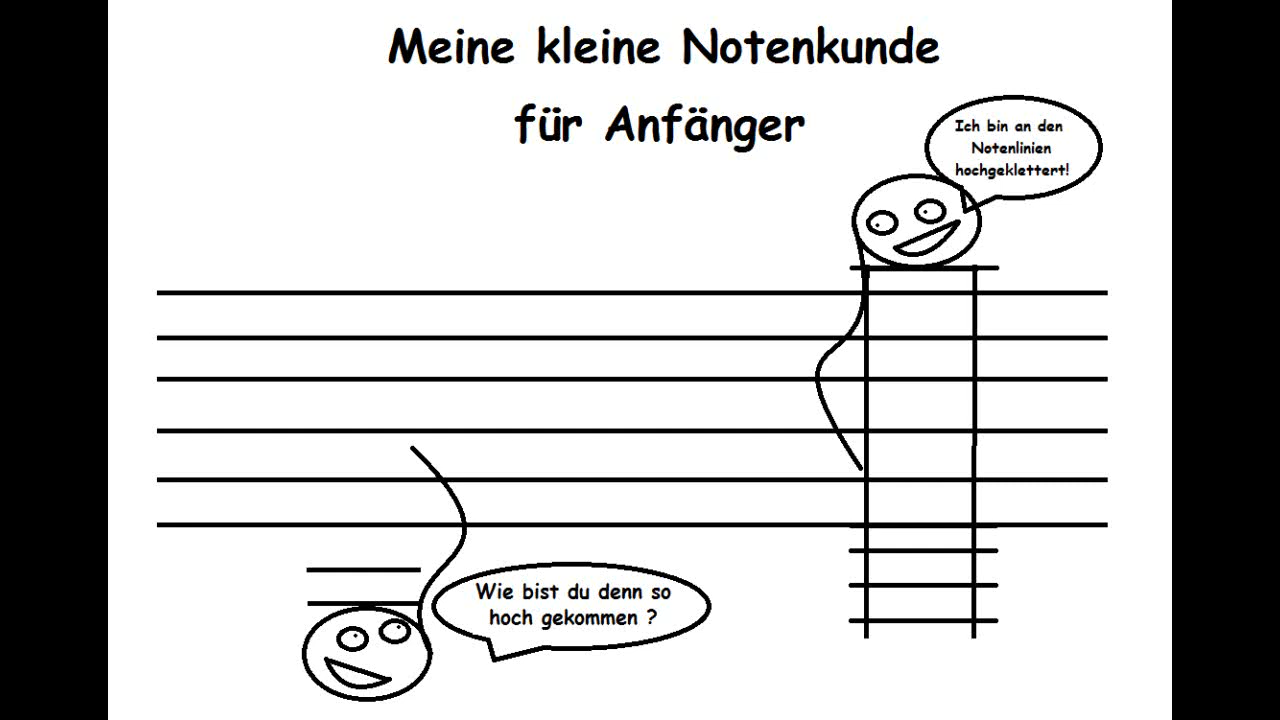 Meine kleine Notenkunde
für Anfänger
Ich bin an den
Notenlinien
hochgeklettert!
Wie bist du denn so
hoch gekommen ?